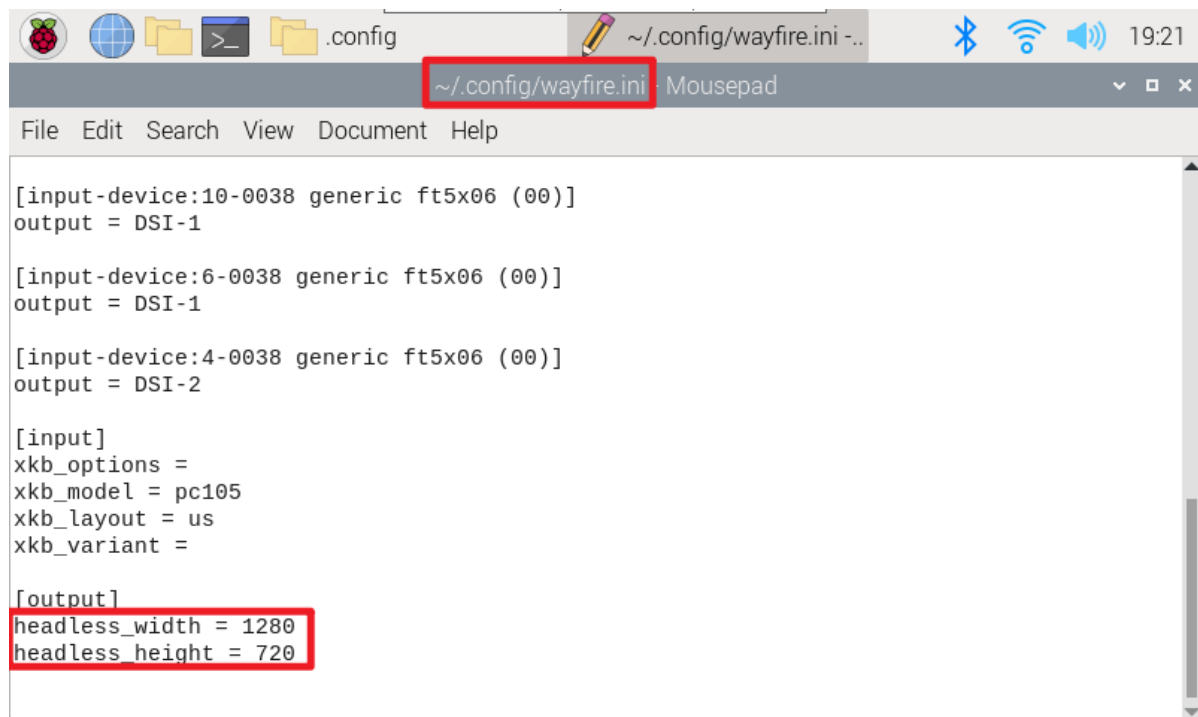 .config
~/.config/wayfire.ini -..
19:21
~/.config/wayfire.ini - Mousepad
File Edit Search View Document Help
[input-device:10-0038 generic ft5x06 (00)]
output = DSI-1
[input-device:6-0038 generic ft5x06 (00)]
output = DSI-1
[input-device:4-0038 generic ft5x06 (00)]
output = DSI-2
[input]
xkb_options =
xkb_model = pc105
xkb_layout = us
xkb_variant =
[output]
headless_width = 1280
headless_height = 720